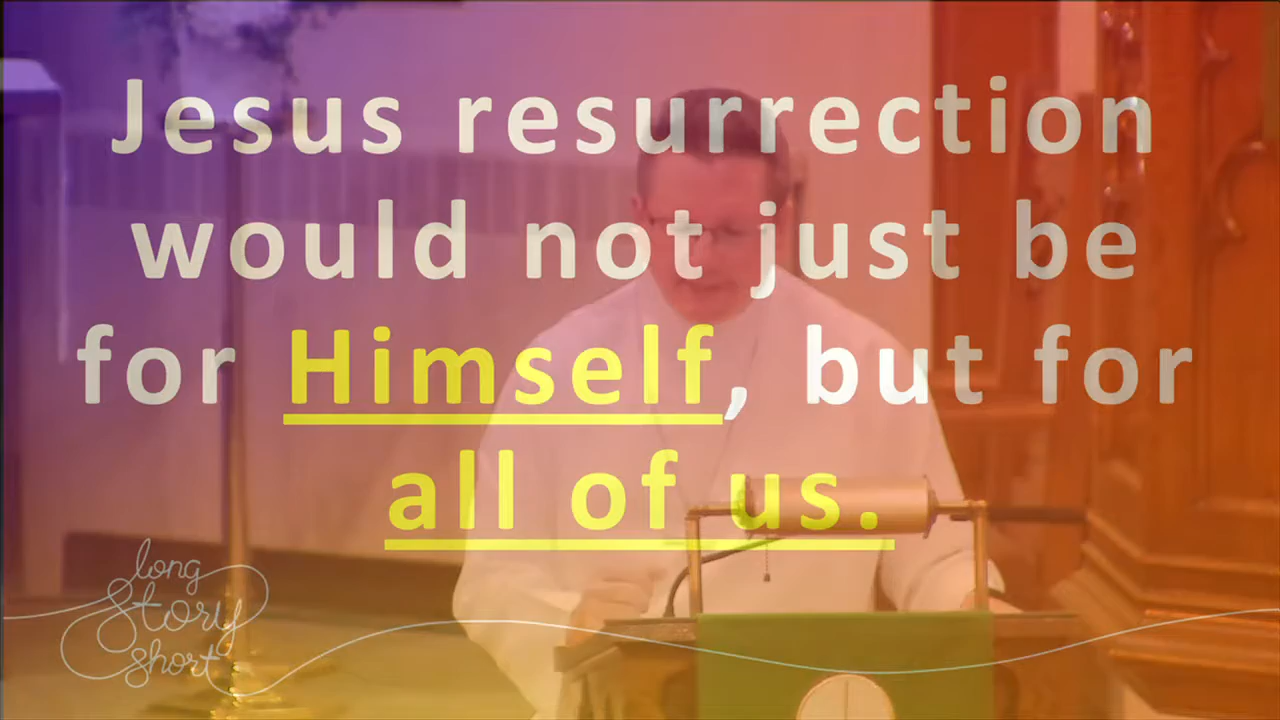 Jesus resurrection
would not just be
for Himself, but for
all of us.
long
story
short